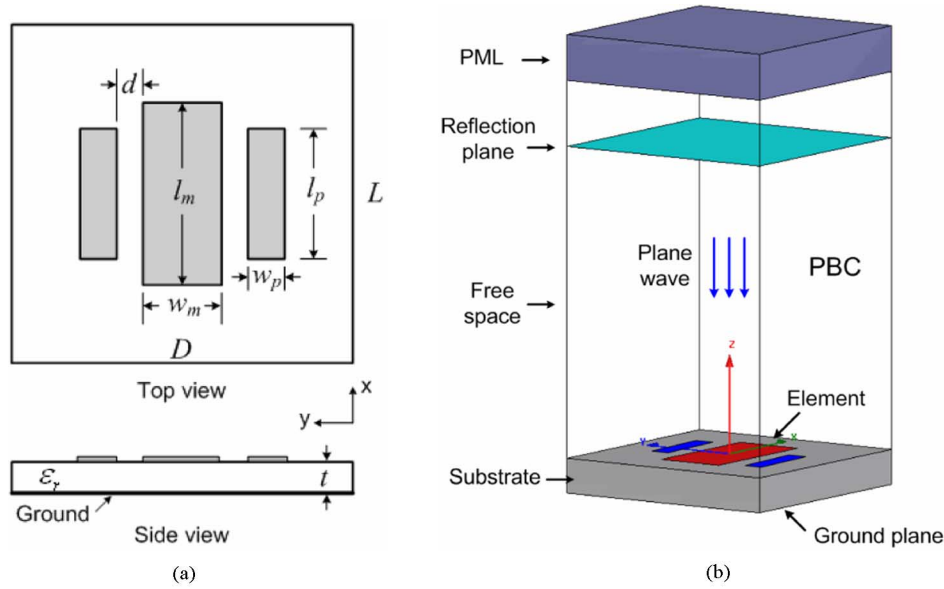 d
l_m
l_p
L
w_p
w_m
D
Top view
x
y
ε_r
t
Ground
Side view
(a)
PML
Reflection
plane
Plane
wave
PBC
Free
space
z
Element
y
x
Substrate
Ground plane
(b)